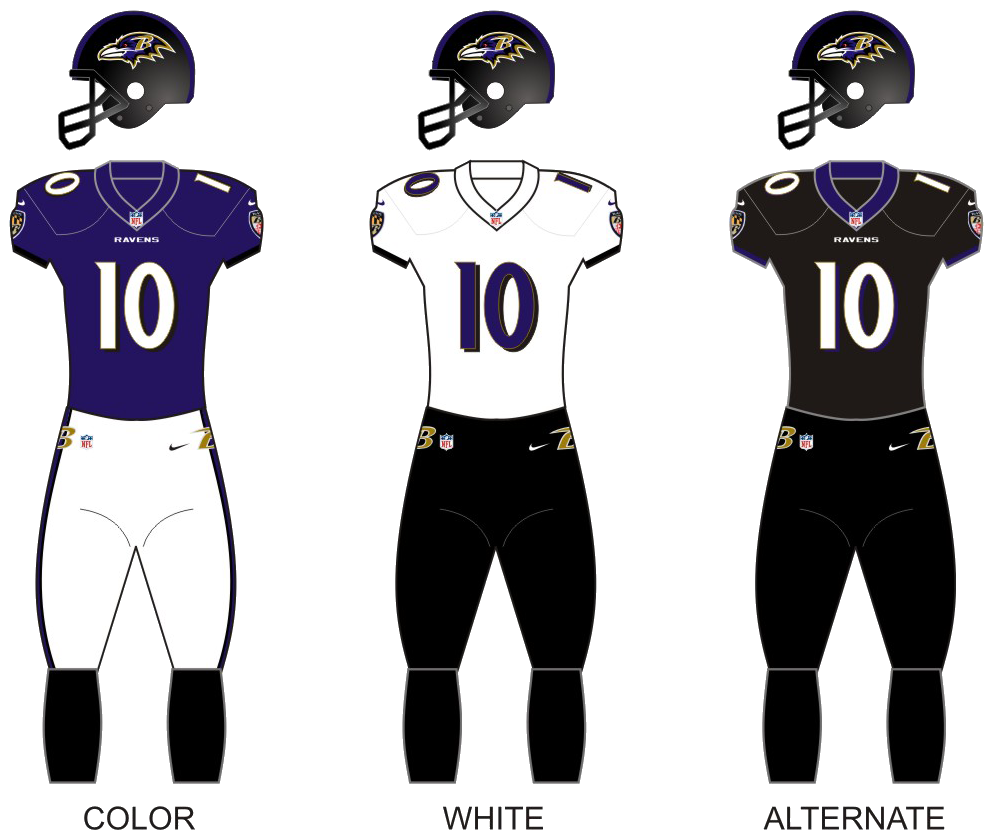 B B B
0 1 0 1 0 1
NFL NFL NFL
RAVENS RAVENS
10 10 10
B NFL B NFL B B NFL B
COLOR WHITE ALTERNATE